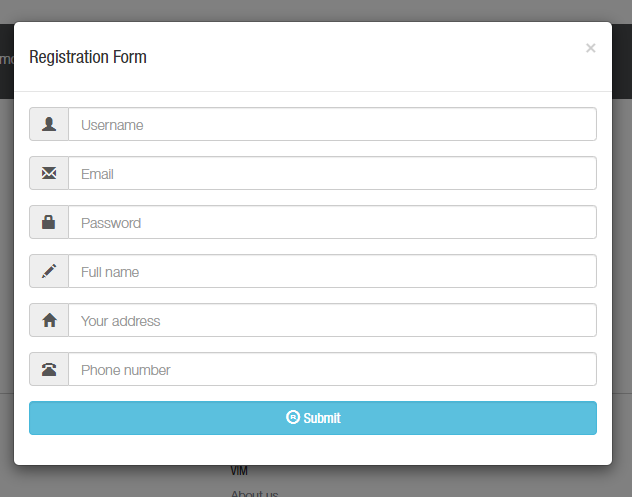 Registration Form
×
Username
Email
Password
Full name
Your address
Phone number
® Submit
VIM
About us